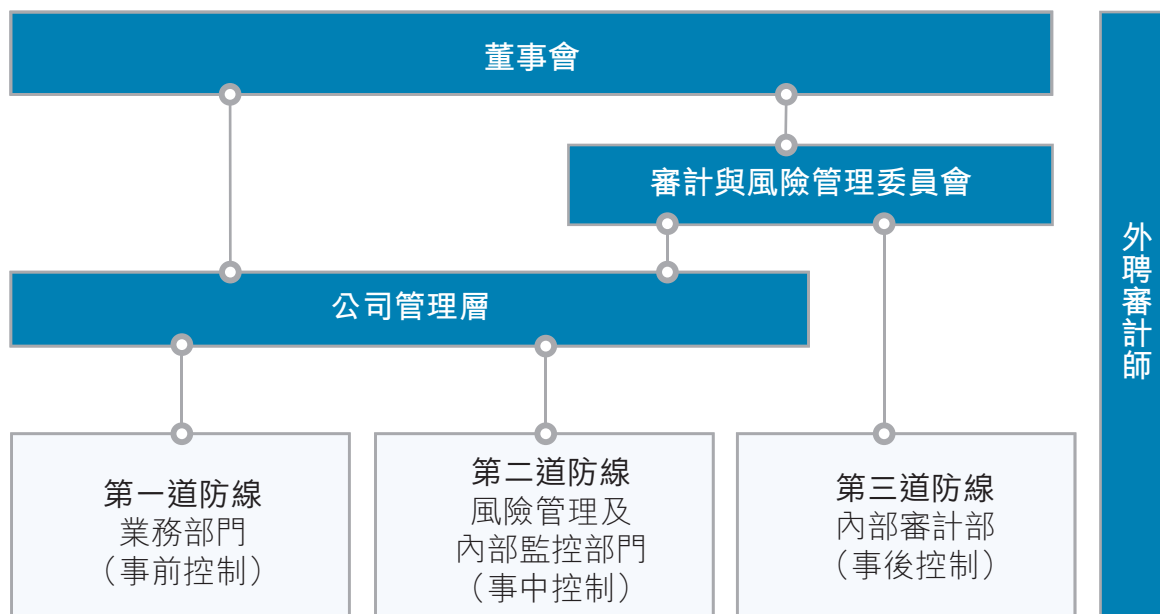 董事會
審計與風險管理委員會
公司管理層
第一道防線
業務部門
（事前控制）
第二道防線
風險管理及
內部監控部門
（事中控制）
第三道防線
內部審計部
（事後控制）
外聘審計師